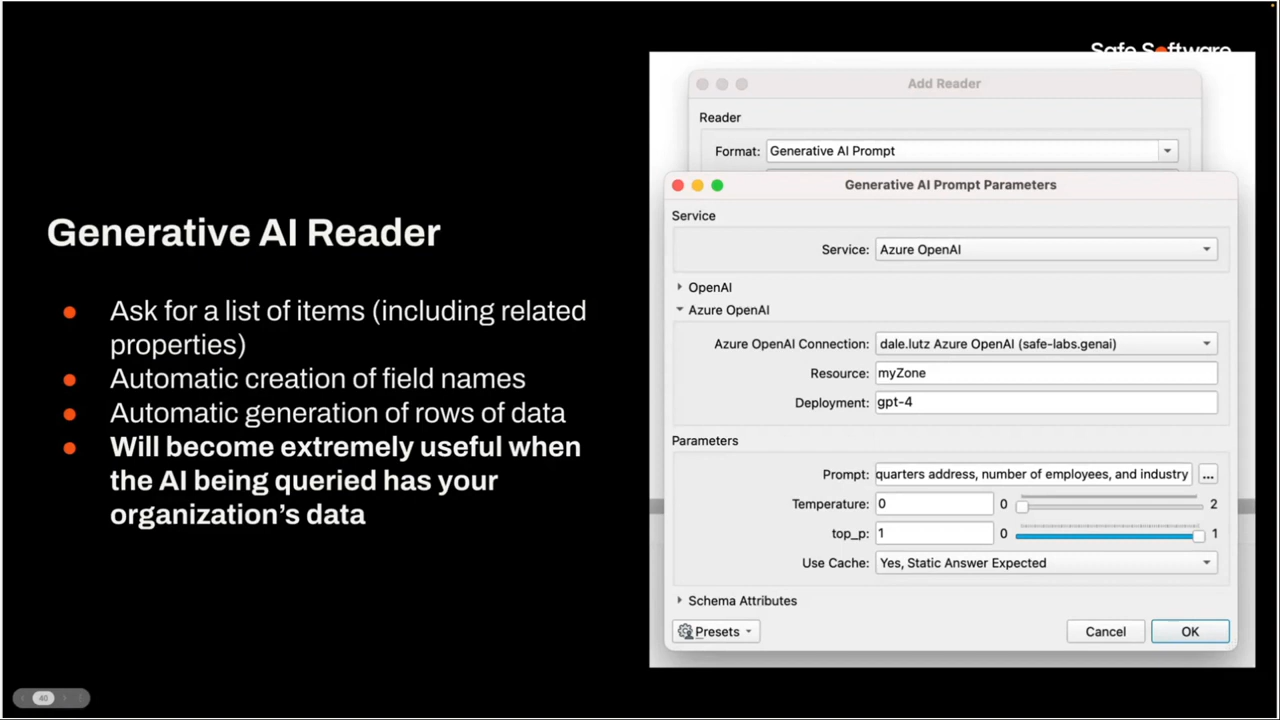 Safe Software
Generative AI Reader
Ask for a list of items (including related
properties)
Automatic creation of field names
Automatic generation of rows of data
Will become extremely useful when
the AI being queried has your
organization's data
Add Reader
Reader
Format: Generative AI Prompt
Generative AI Prompt Parameters
Service
Service: Azure OpenAI
OpenAI
Azure OpenAI
Azure OpenAI Connection: dale.lutz Azure OpenAI (safe-labs.genai)
Resource: myZone
Deployment: gpt-4
Parameters
Prompt: quarters address, number of employees, and industry ...
Temperature: 0 0 2
top_p: 1 0 1
Use Cache: Yes, Static Answer Expected
Schema Attributes
Presets Cancel OK
40